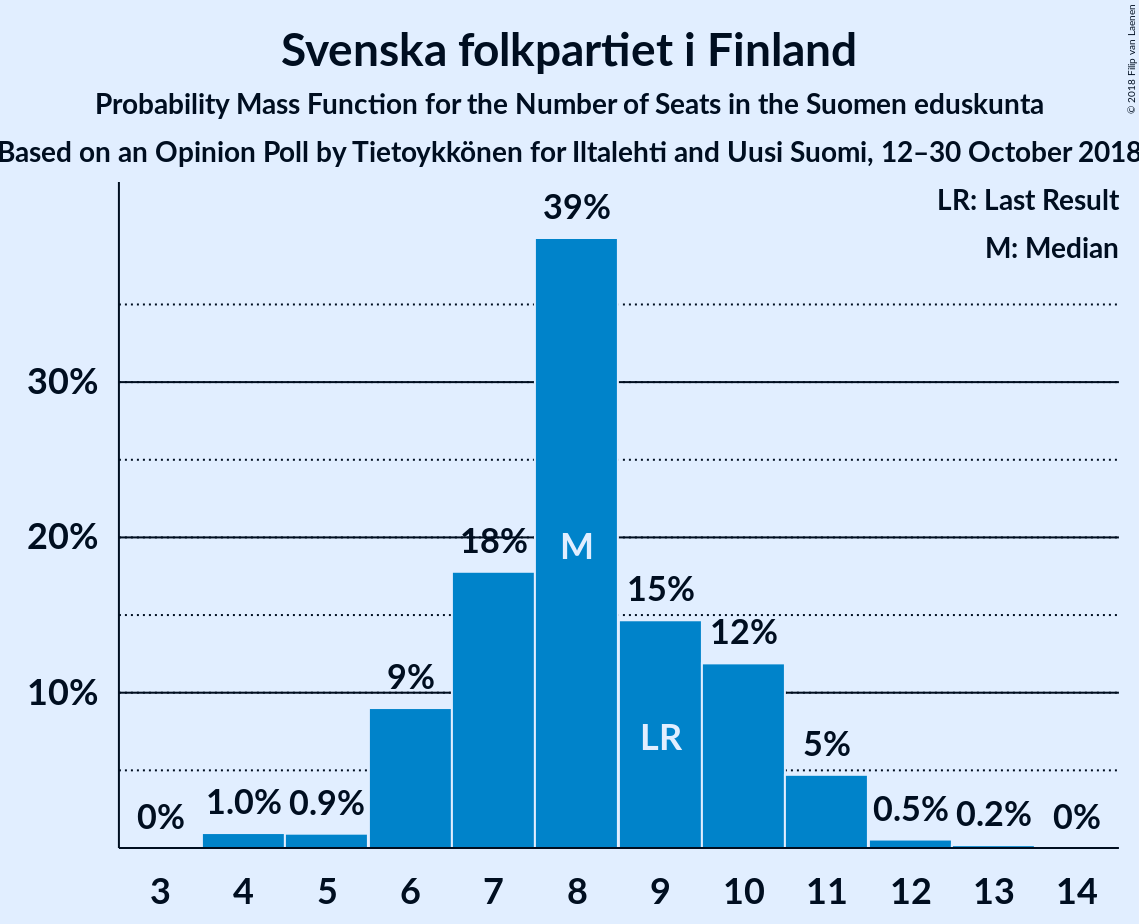 Svenska folkpartiet i Finland
Probability Mass Function for the Number of Seats in the Suomen eduskunta
Based on an Opinion Poll by Tietoykkönen for Iltalehti and Uusi Suomi, 12–30 October 2018
© 2018 Filip van Laenen
LR: Last Result
M: Median
39%
30%
20%
18%
M
15%
12%
10%
9%
LR
5%
0%
1.0%
0.9%
0.5%
0.2%
0%
3 4 5 6 7 8 9 10 11 12 13 14